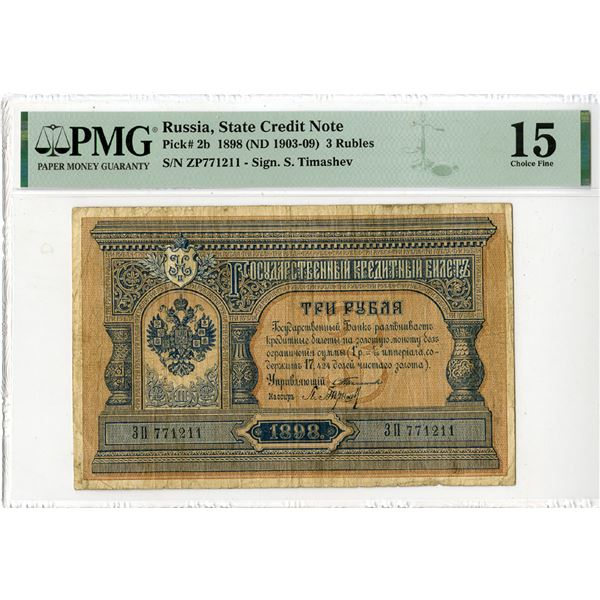 PMG
PAPER MONEY GUARANTY
Russia, State Credit Note
Pick# 2b 1898 (ND 1903-09) 3 Rubles
S/N ZP771211 - Sign. S. Timashev
15
Choice Fine
Государственный Кредитный Билетъ
ТРИ РУБЛЯ
Государственный Банкъ размѣниваетъ
кредитные билеты на золотую монету безъ
ограниченія суммы (1 р. = 1/15 имперіала, со-
держитъ 17,424 долей чистаго золота).
Управляющій
Кассиръ
ЗП 771211
1898.
ЗП 771211